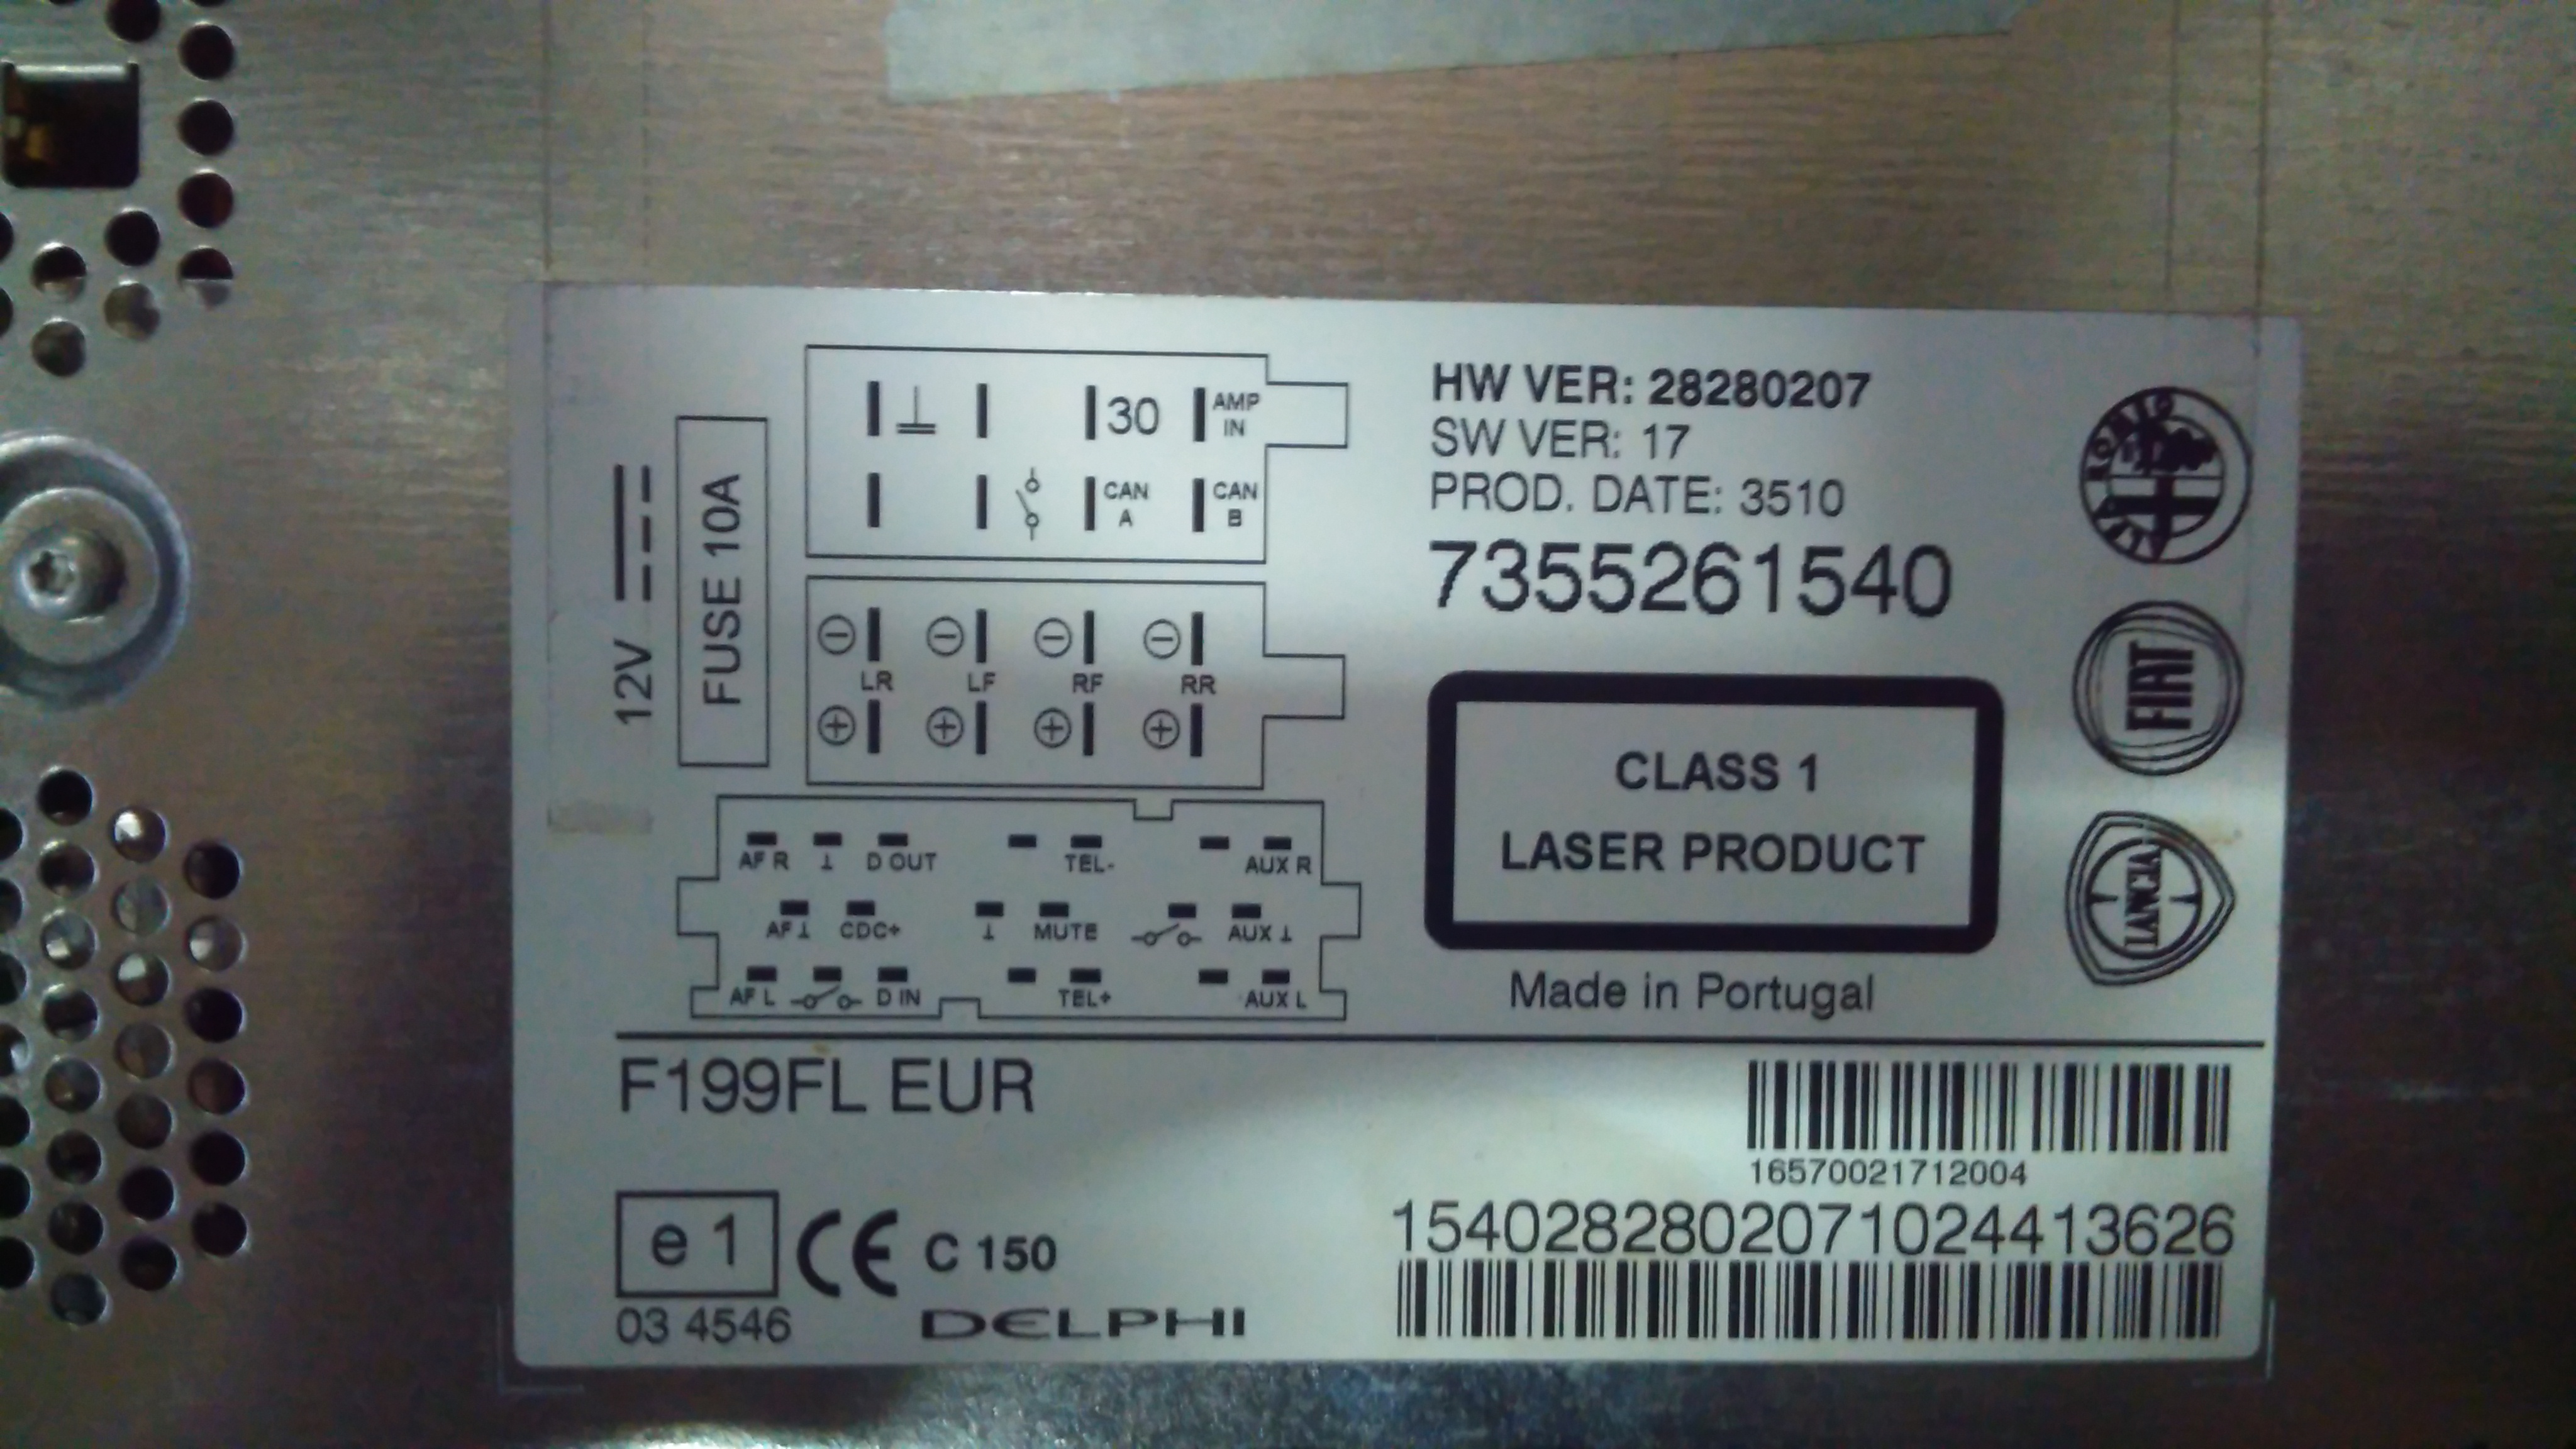 12V
FUSE 10A
30
AMP IN
CAN A
CAN B
LR
LF
RF
RR
AF R
D OUT
TEL-
AUX R
AF
CDC+
MUTE
AUX
AF L
D IN
TEL+
AUX L
HW VER: 28280207
SW VER: 17
PROD. DATE: 3510
7355261540
CLASS 1
LASER PRODUCT
Made in Portugal
ALFA ROMEO
FIAT
LANCIA
F199FL EUR
16570021712004
1540282802071024413626
e 1
CE
C 150
03 4546
DELPHI